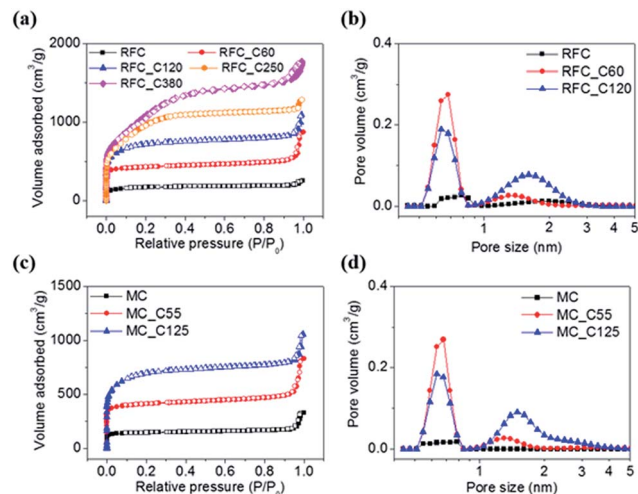 (a)
2000
1000
0
Volume adsorbed (cm³/g)
RFC RFC_C60
RFC_C120 RFC_C250
RFC_C380
0.0 0.2 0.4 0.6 0.8 1.0
Relative pressure (P/P₀)
(b)
0.4
0.2
0.0
Pore volume (cm³/g)
RFC
RFC_C60
RFC_C120
1 2 3 4 5
Pore size (nm)
(c)
1500
1000
500
0
Volume adsorbed (cm³/g)
MC
MC_C55
MC_C125
0.0 0.2 0.4 0.6 0.8 1.0
Relative pressure (P/P₀)
(d)
0.4
0.2
0.0
Pore volume (cm³/g)
MC
MC_C55
MC_C125
1 2 3 4 5
Pore size (nm)